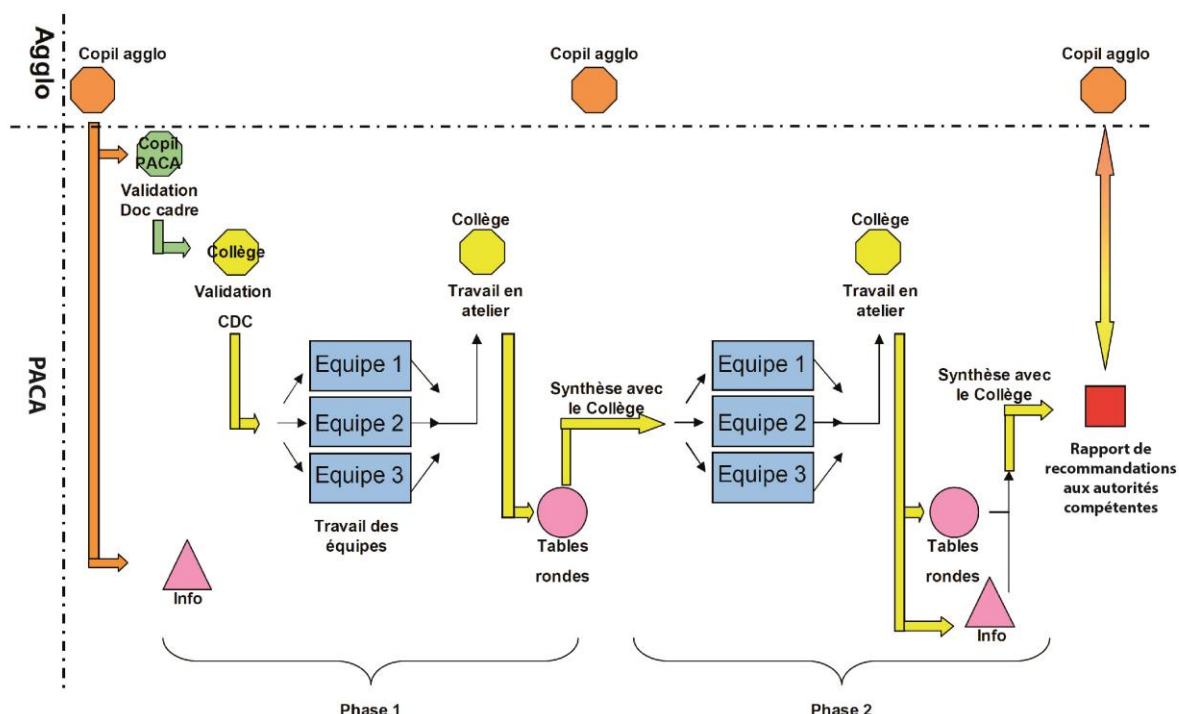 Agglo
Copil agglo
Copil agglo
Copil agglo
PACA
Copil
PACA
Validation
Doc cadre
Collège
Validation
CDC
Equipe 1
Equipe 2
Equipe 3
Travail des
équipes
Info
Collège
Travail en
atelier
Tables
rondes
Synthèse avec
le Collège
Equipe 1
Equipe 2
Equipe 3
Collège
Travail en
atelier
Tables
rondes
Info
Synthèse avec
le Collège
Rapport de
recommandations
aux autorités
compétentes
Phase 1
Phase 2